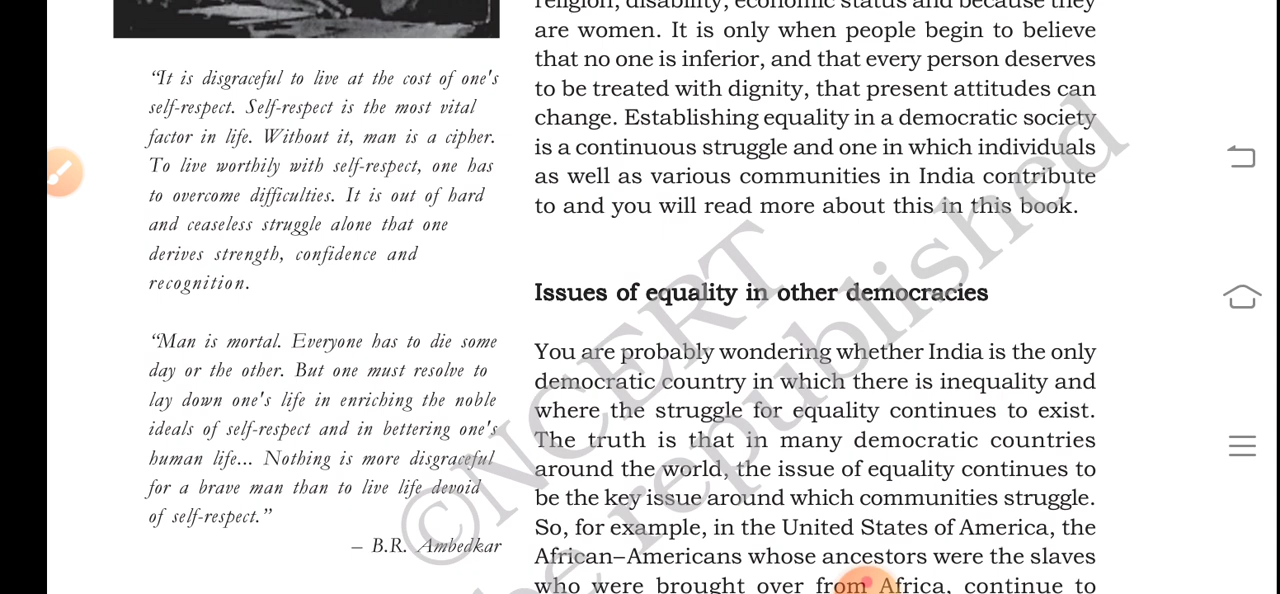 "It is disgraceful to live at the cost of one's
self-respect. Self-respect is the most vital
factor in life. Without it, man is a cipher.
To live worthily with self-respect, one has
to overcome difficulties. It is out of hard
and ceaseless struggle alone that one
derives strength, confidence and
recognition.
"Man is mortal. Everyone has to die some
day or the other. But one must resolve to
lay down one's life in enriching the noble
ideals of self-respect and in bettering one's
human life... Nothing is more disgraceful
for a brave man than to live life devoid
of self-respect."
– B.R. Ambedkar
religion, disability, economic status and because they
are women. It is only when people begin to believe
that no one is inferior, and that every person deserves
to be treated with dignity, that present attitudes can
change. Establishing equality in a democratic society
is a continuous struggle and one in which individuals
as well as various communities in India contribute
to and you will read more about this in this book.
Issues of equality in other democracies
You are probably wondering whether India is the only
democratic country in which there is inequality and
where the struggle for equality continues to exist.
The truth is that in many democratic countries
around the world, the issue of equality continues to
be the key issue around which communities struggle.
So, for example, in the United States of America, the
African–Americans whose ancestors were the slaves
who were brought over from Africa, continue to
©NCERT
be republished